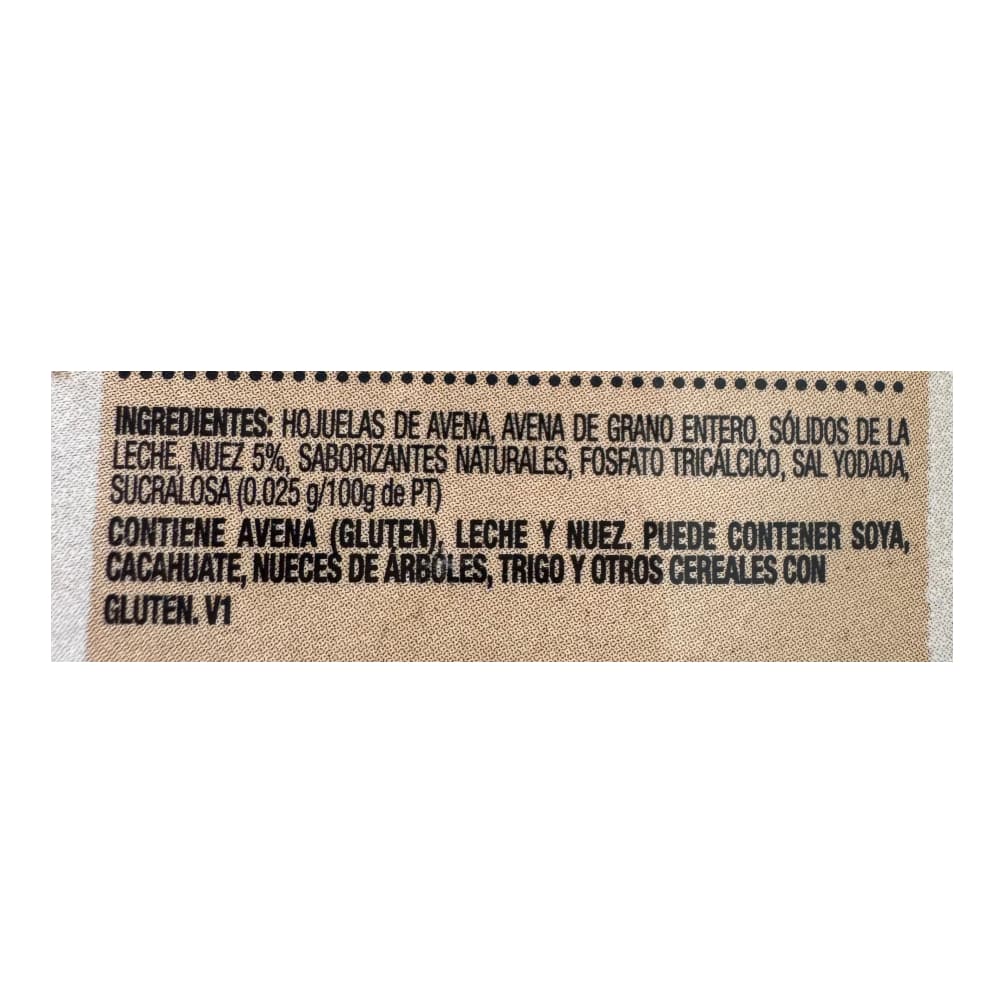 INGREDIENTES: HOJUELAS DE AVENA, AVENA DE GRANO ENTERO, SÓLIDOS DE LA
LECHE, NUEZ 5%, SABORIZANTES NATURALES, FOSFATO TRICÁLCICO, SAL YODADA,
SUCRALOSA (0.025 g/100g de PT)
CONTIENE AVENA (GLUTEN), LECHE Y NUEZ. PUEDE CONTENER SOYA,
CACAHUATE, NUECES DE ÁRBOLES, TRIGO Y OTROS CEREALES CON
GLUTEN. V1